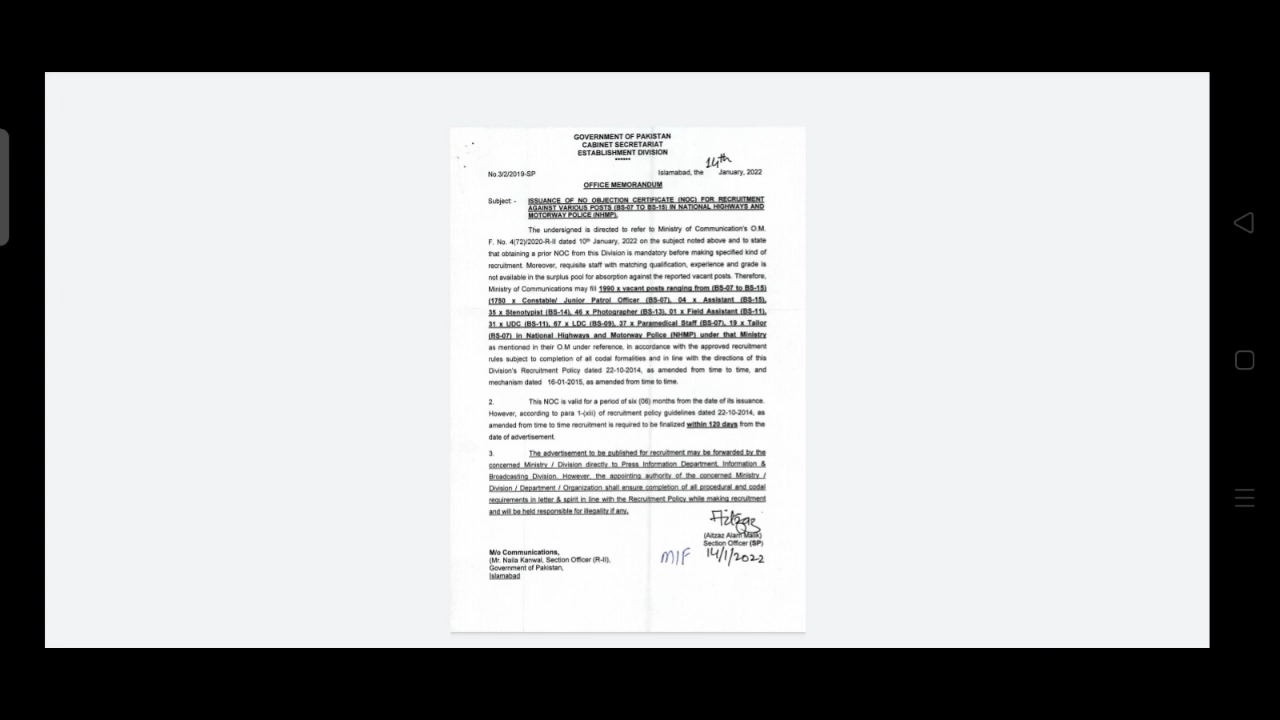 GOVERNMENT OF PAKISTAN
CABINET SECRETARIAT
ESTABLISHMENT DIVISION
******
No.3/2/2019-SP
Islamabad, the 14th January, 2022
OFFICE MEMORANDUM
Subject - ISSUANCE OF NO OBJECTION CERTIFICATE (NOC) FOR RECRUITMENT
AGAINST VARIOUS POSTS (BS-07 TO BS-15) IN NATIONAL HIGHWAYS AND
MOTORWAY POLICE (NHMP).
The undersigned is directed to refer to Ministry of Communication's O.M.
F. No. 4(72)/2020-R-II dated 10th January, 2022 on the subject noted above and to state
that obtaining a prior NOC from this Division is mandatory before making specified kind of
recruitment. Moreover, requisite staff with matching qualification, experience and grade is
not available in the surplus pool for absorption against the reported vacant posts. Therefore,
Ministry of Communications may fill 1990 x vacant posts ranging from (BS-07 to BS-15)
(1750 x Constable/ Junior Patrol Officer (BS-07), 04 x Assistant (BS-15),
35 x Stenotypist (BS-14), 46 x Photographer (BS-13), 01 x Field Assistant (BS-11),
31 x UDC (BS-11), 67 x LDC (BS-09), 37 x Paramedical Staff (BS-07), 19 x Tailor
(BS-07) in National Highways and Motorway Police (NHMP) under that Ministry
as mentioned in their O.M under reference, in accordance with the approved recruitment
rules subject to completion of all codal formalities and in line with the directions of this
Division's Recruitment Policy dated 22-10-2014, as amended from time to time, and
mechanism dated 16-01-2015, as amended from time to time.
2. This NOC is valid for a period of six (06) months from the date of its issuance.
However, according to para 1-(xii) of recruitment policy guidelines dated 22-10-2014, as
amended from time to time recruitment is required to be finalized within 120 days from the
date of advertisement.
3. The advertisement to be published for recruitment may be forwarded by the
concerned Ministry / Division directly to Press Information Department, Information &
Broadcasting Division. However, the appointing authority of the concerned Ministry /
Division / Department / Organization shall ensure completion of all procedural and codal
requirements in letter & spirit in line with the Recruitment Policy while making recruitment
and will be held responsible for illegality if any.
Aitzaz
(Aitzaz Alam Malik)
Section Officer (SP)
14/1/2022
M/o Communications,
(Mr. Naila Kanwal, Section Officer (R-II),
Government of Pakistan,
Islamabad
MIF